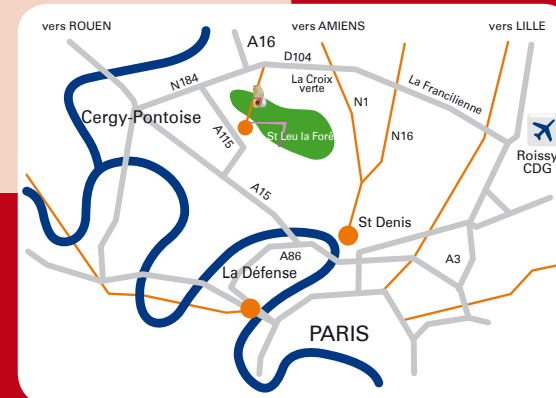 vers ROUEN
vers AMIENS
vers LILLE
A16
D104
La Croix
verte
La Francilienne
N184
N1
Cergy-Pontoise
A115
St Leu la Forê
N16
Roissy
CDG
A15
St Denis
A86
A3
La Défense
PARIS